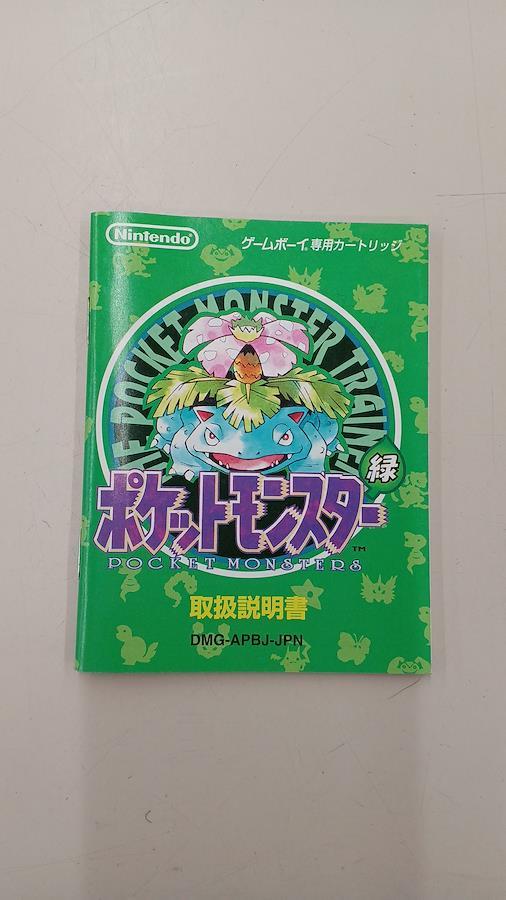 Nintendo
ゲームボーイ®専用カートリッジ
THE POCKET MONSTER TRAINER
緑
ポケットモンスター
TM
POCKET MONSTERS
取扱説明書
DMG-APBJ-JPN